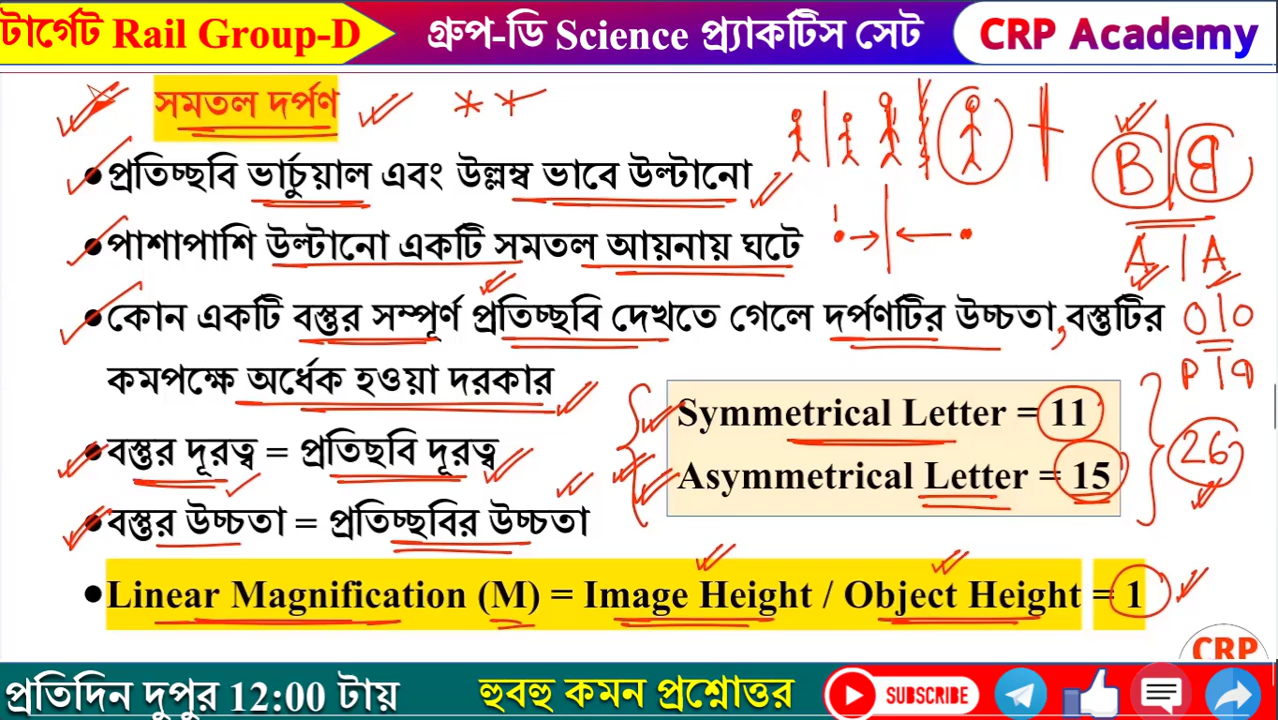 টার্গেট Rail Group-D
গ্রুপ-ডি Science প্র্যাকটিস সেট
CRP Academy
সমতল দর্পণ
•প্রতিচ্ছবি ভার্চুয়াল এবং উল্লম্ব ভাবে উল্টানো
•পাশাপাশি উল্টানো একটি সমতল আয়নায় ঘটে
•কোন একটি বস্তুর সম্পূর্ণ প্রতিচ্ছবি দেখতে গেলে দর্পণটির উচ্চতা,বস্তুটির
কমপক্ষে অর্ধেক হওয়া দরকার
•বস্তুর দূরত্ব = প্রতিছবি দূরত্ব
•বস্তুর উচ্চতা = প্রতিচ্ছবির উচ্চতা
•Linear Magnification (M) = Image Height / Object Height = 1
B | B
A | A
O | O
P | q
Symmetrical Letter = 11
Asymmetrical Letter = 15
26
CRP
প্রতিদিন দুপুর 12:00 টায়
হুবহু কমন প্রশ্নোত্তর
SUBSCRIBE